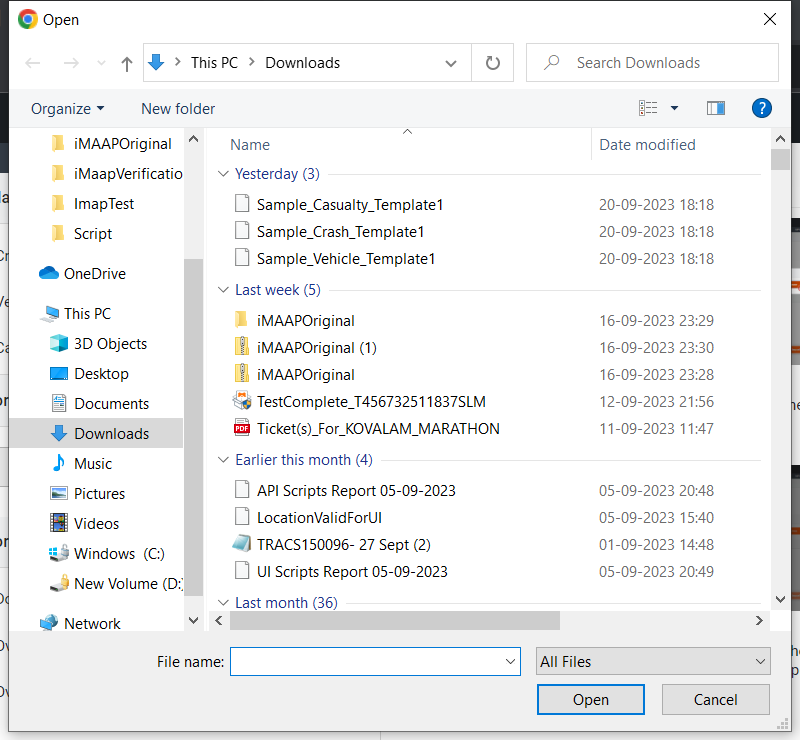 Open
This PC > Downloads
Search Downloads
Organize
New folder
?
iMAAPOriginal
iMaapVerificatio
ImapTest
Script
OneDrive
This PC
3D Objects
Desktop
Documents
Downloads
Music
Pictures
Videos
Windows (C:)
New Volume (D:)
Network
Name Date modified
Yesterday (3)
Sample_Casualty_Template1 20-09-2023 18:18
Sample_Crash_Template1 20-09-2023 18:18
Sample_Vehicle_Template1 20-09-2023 18:18
Last week (5)
iMAAPOriginal 16-09-2023 23:29
iMAAPOriginal (1) 16-09-2023 23:30
iMAAPOriginal 16-09-2023 23:28
TestComplete_T456732511837SLM 12-09-2023 21:56
PDF Ticket(s)_For_KOVALAM_MARATHON 11-09-2023 11:47
Earlier this month (4)
API Scripts Report 05-09-2023 05-09-2023 20:48
LocationValidForUI 05-09-2023 15:40
TRACS150096- 27 Sept (2) 01-09-2023 14:48
UI Scripts Report 05-09-2023 05-09-2023 20:49
Last month (36)
File name:
All Files
Open
Cancel